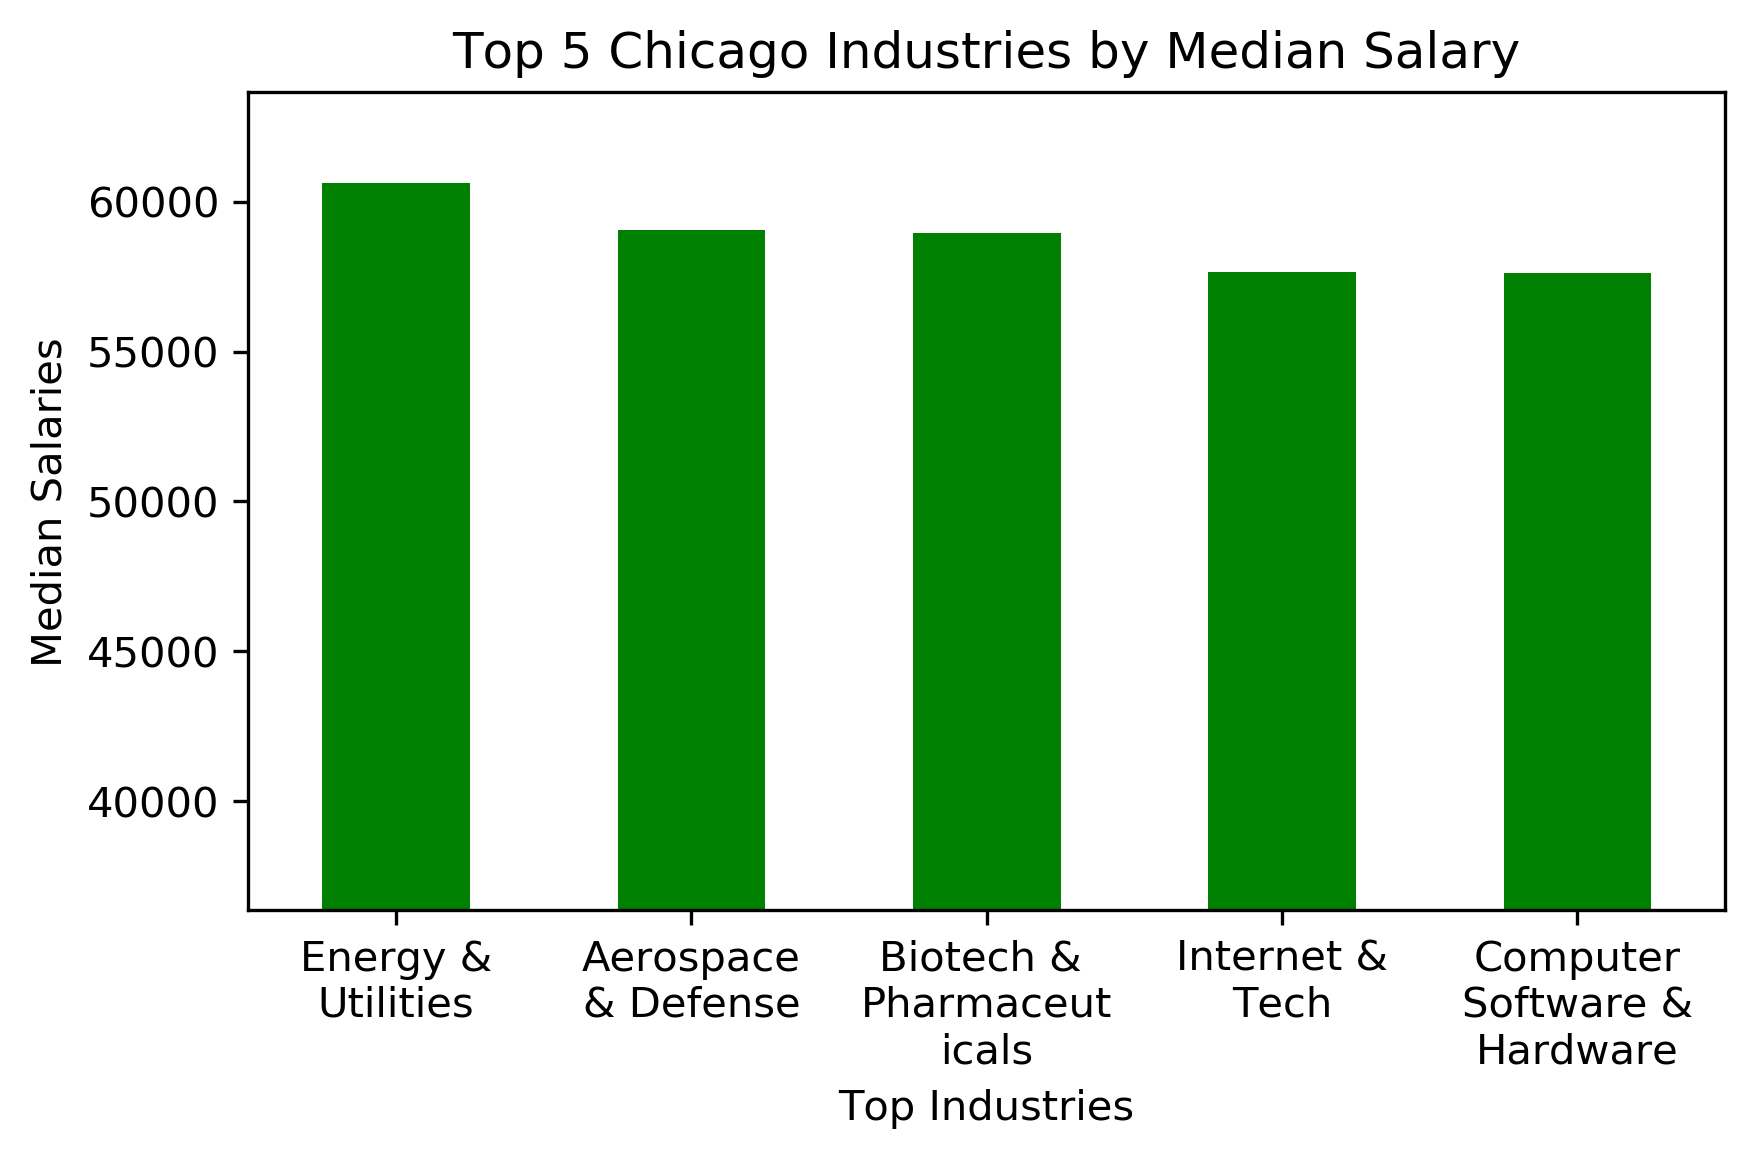 Top 5 Chicago Industries by Median Salary
Median Salaries
60000
55000
50000
45000
40000
Energy &
Utilities
Aerospace
& Defense
Biotech &
Pharmaceut
icals
Internet &
Tech
Computer
Software &
Hardware
Top Industries